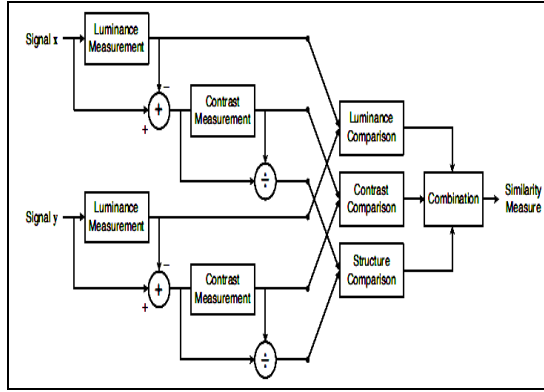 Signal x
Luminance
Measurement
−
+
+
Contrast
Measurement
÷
Luminance
Comparison
Contrast
Comparison
Combination
Similarity
Measure
Structure
Comparison
Signal y
Luminance
Measurement
−
+
+
Contrast
Measurement
÷